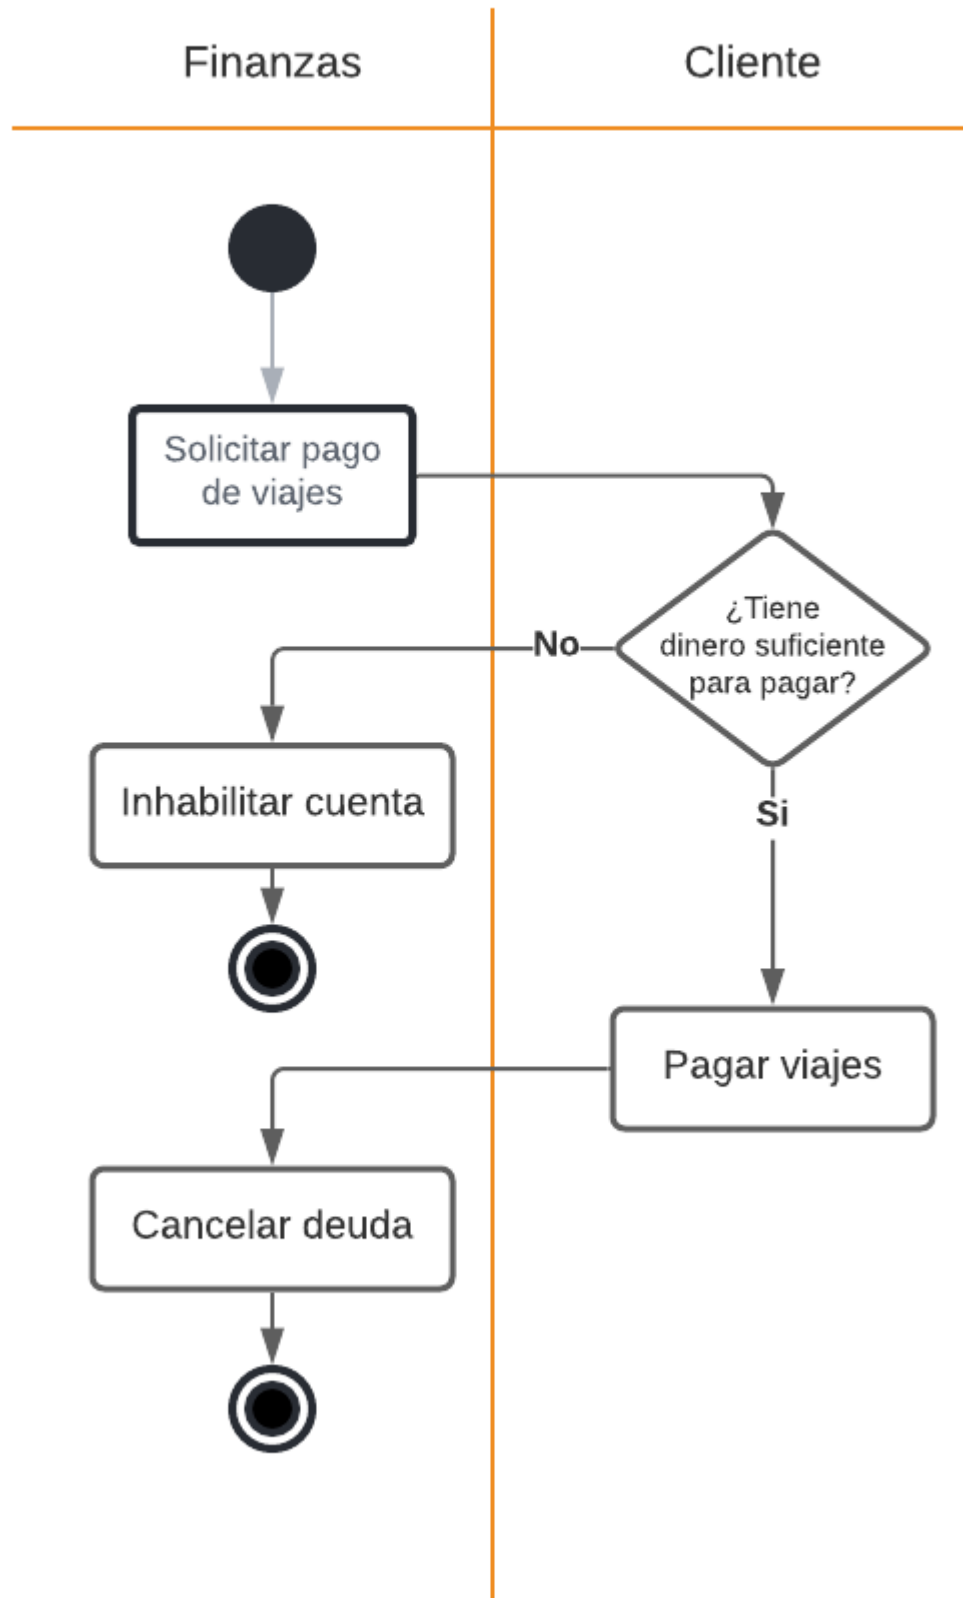 Finanzas
Cliente
Solicitar pago
de viajes
¿Tiene
dinero suficiente
para pagar?
No
Inhabilitar cuenta
Si
Pagar viajes
Cancelar deuda